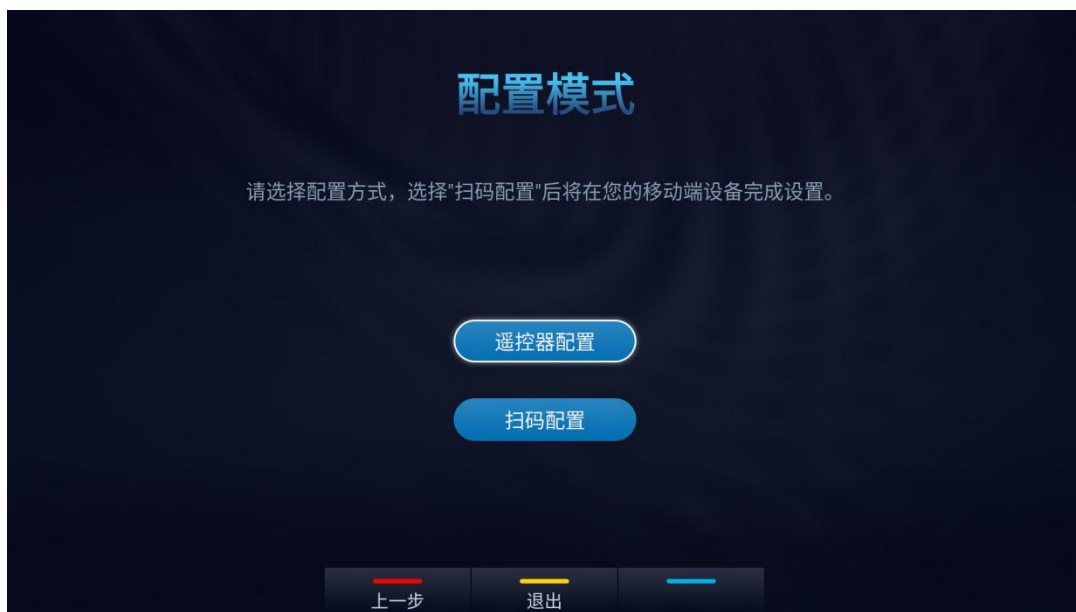 配置模式
请选择配置方式，选择"扫码配置"后将在您的移动端设备完成设置。
遥控器配置
扫码配置
上一步
退出